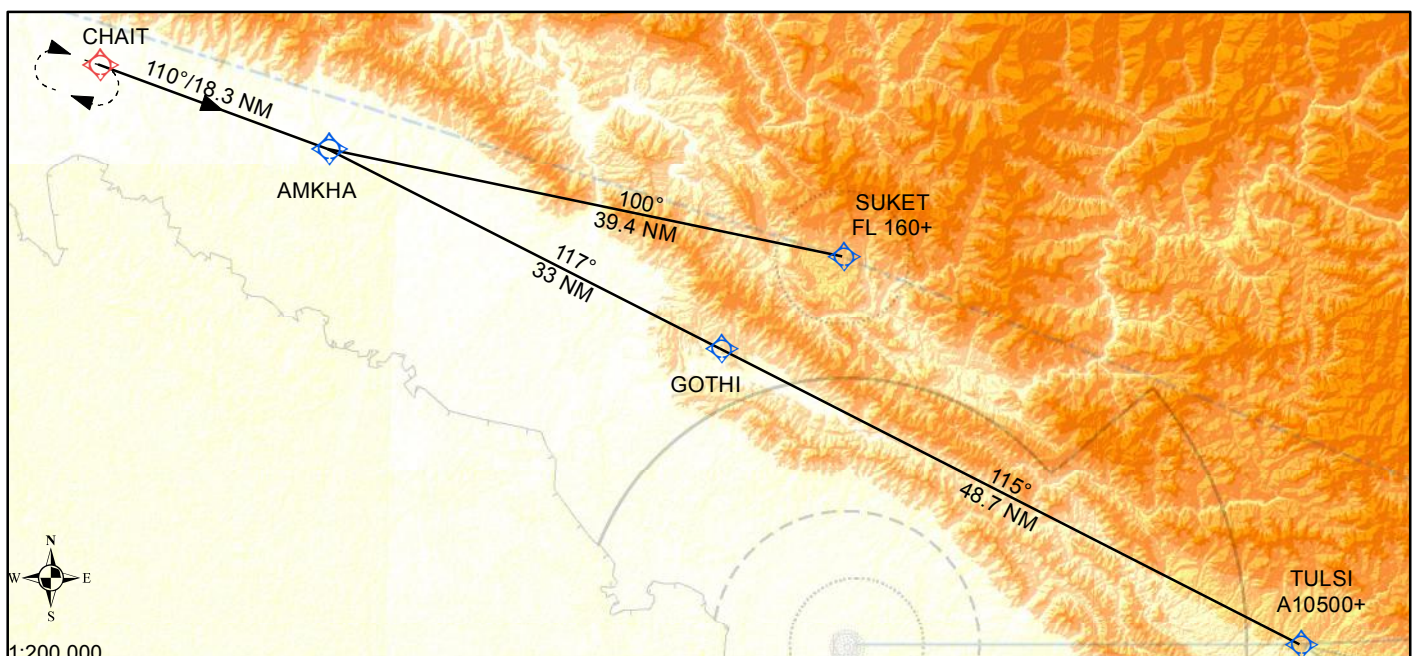 CHAIT
110°/18.3 NM
AMKHA
100°
39.4 NM
SUKET
FL 160+
117°
33 NM
GOTHI
115°
48.7 NM
TULSI
A10500+
N
W E
S
1:200,000